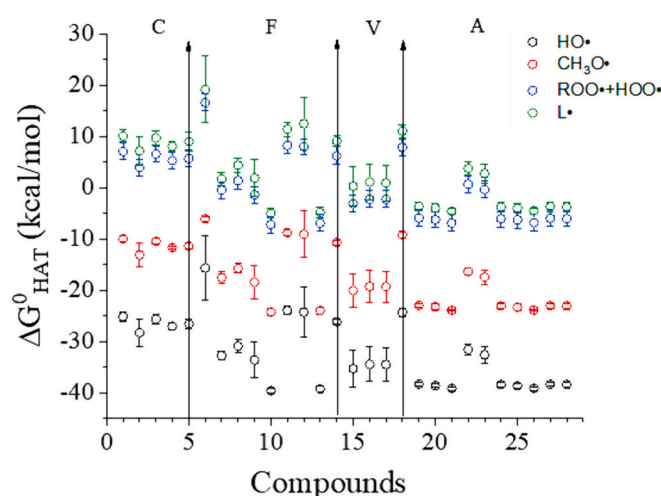 C F V A
HO•
CH₃O•
ROO•+HOO•
L•
30
20
10
0
-10
-20
-30
-40
ΔG⁰HAT (kcal/mol)
0 5 10 15 20 25
Compounds